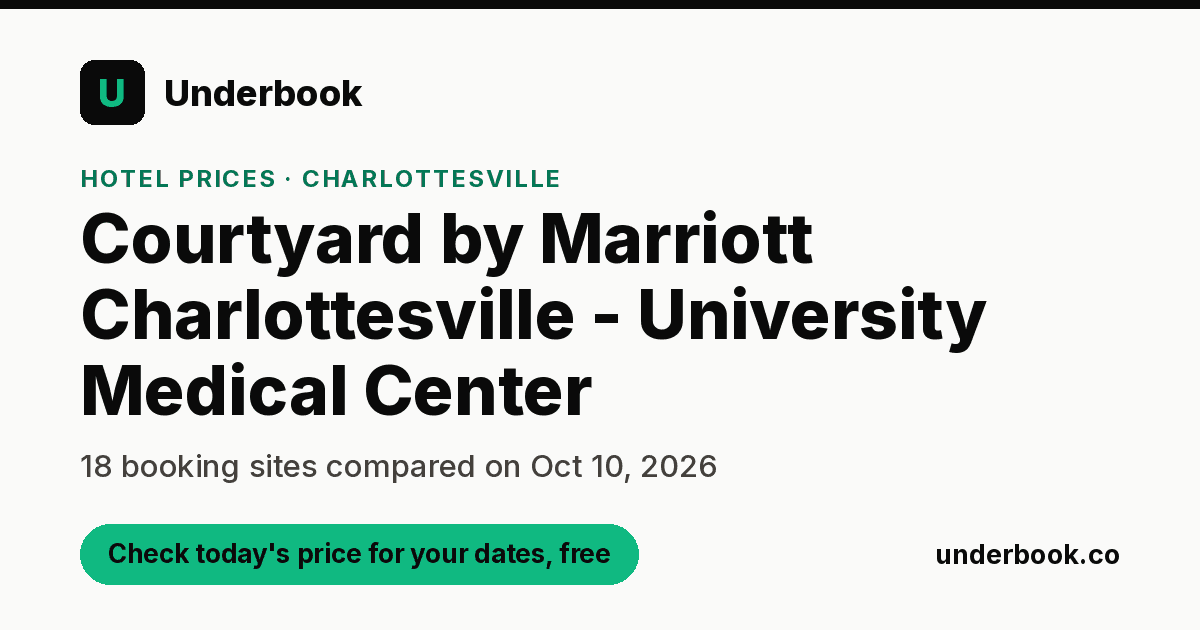 U Underbook
HOTEL PRICES · CHARLOTTESVILLE
Courtyard by Marriott
Charlottesville - University
Medical Center
18 booking sites compared on Oct 10, 2026
Check today's price for your dates, free
underbook.co